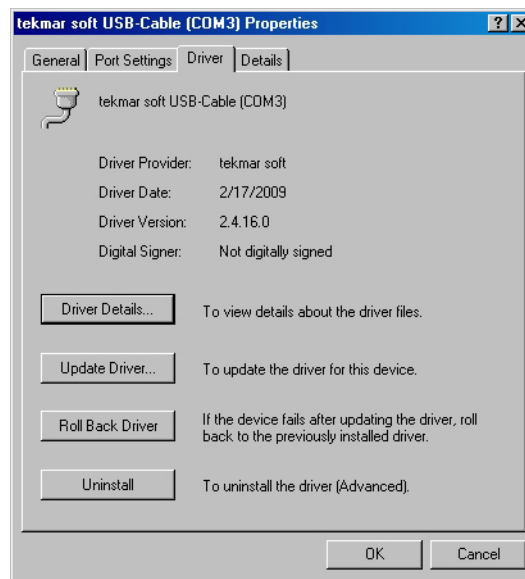 tekmar soft USB-Cable (COM3) Properties
General Port Settings Driver Details
tekmar soft USB-Cable (COM3)
Driver Provider: tekmar soft
Driver Date: 2/17/2009
Driver Version: 2.4.16.0
Digital Signer: Not digitally signed
Driver Details... To view details about the driver files.
Update Driver... To update the driver for this device.
Roll Back Driver If the device fails after updating the driver, roll
back to the previously installed driver.
Uninstall To uninstall the driver (Advanced).
OK Cancel